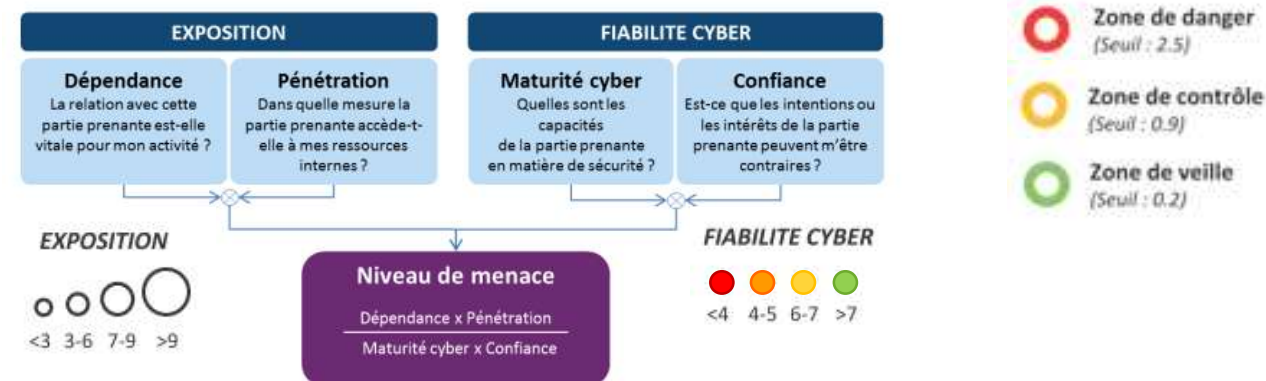 EXPOSITION
Dépendance
La relation avec cette
partie prenante est-elle
vitale pour mon activité ?
Pénétration
Dans quelle mesure la
partie prenante accède-t-
elle à mes ressources
internes ?
FIABILITE CYBER
Maturité cyber
Quelles sont les
capacités
de la partie prenante
en matière de sécurité ?
Confiance
Est-ce que les intentions ou
les intérêts de la partie
prenante peuvent m'être
contraires ?
Zone de danger
(Seuil : 2.5)
Zone de contrôle
(Seuil : 0.9)
Zone de veille
(Seuil : 0.2)
EXPOSITION
<3 3-6 7-9 >9
Niveau de menace
Dépendance x Pénétration
Maturité cyber x Confiance
FIABILITE CYBER
<4 4-5 6-7 >7